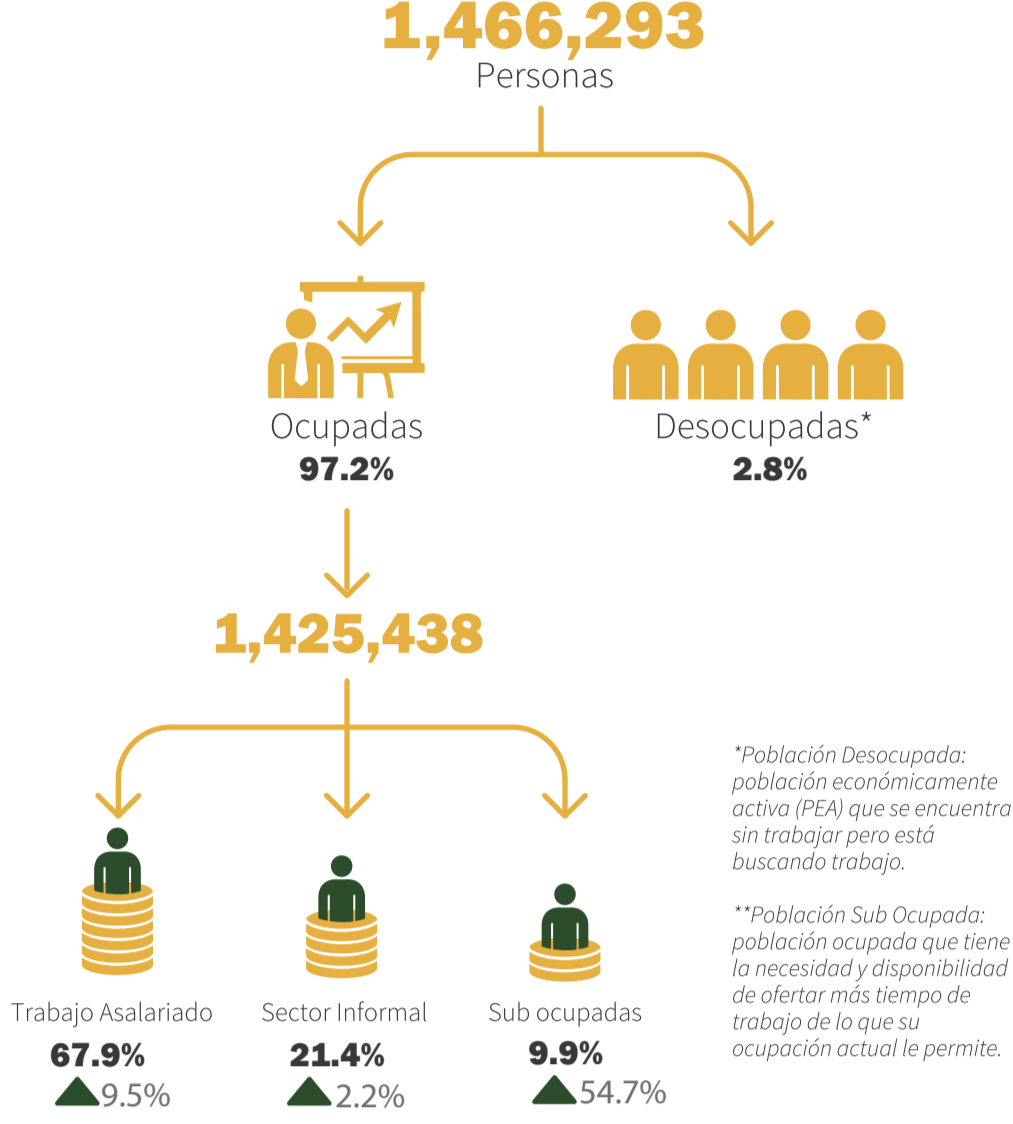 1,466,293
Personas
Ocupadas
97.2%
Desocupadas*
2.8%
1,425,438
Trabajo Asalariado
67.9%
9.5%
Sector Informal
21.4%
2.2%
Sub ocupadas
9.9%
54.7%
*Población Desocupada:
población económicamente
activa (PEA) que se encuentra
sin trabajar pero está
buscando trabajo.
**Población Sub Ocupada:
población ocupada que tiene
la necesidad y disponibilidad
de ofertar más tiempo de
trabajo de lo que su
ocupación actual le permite.